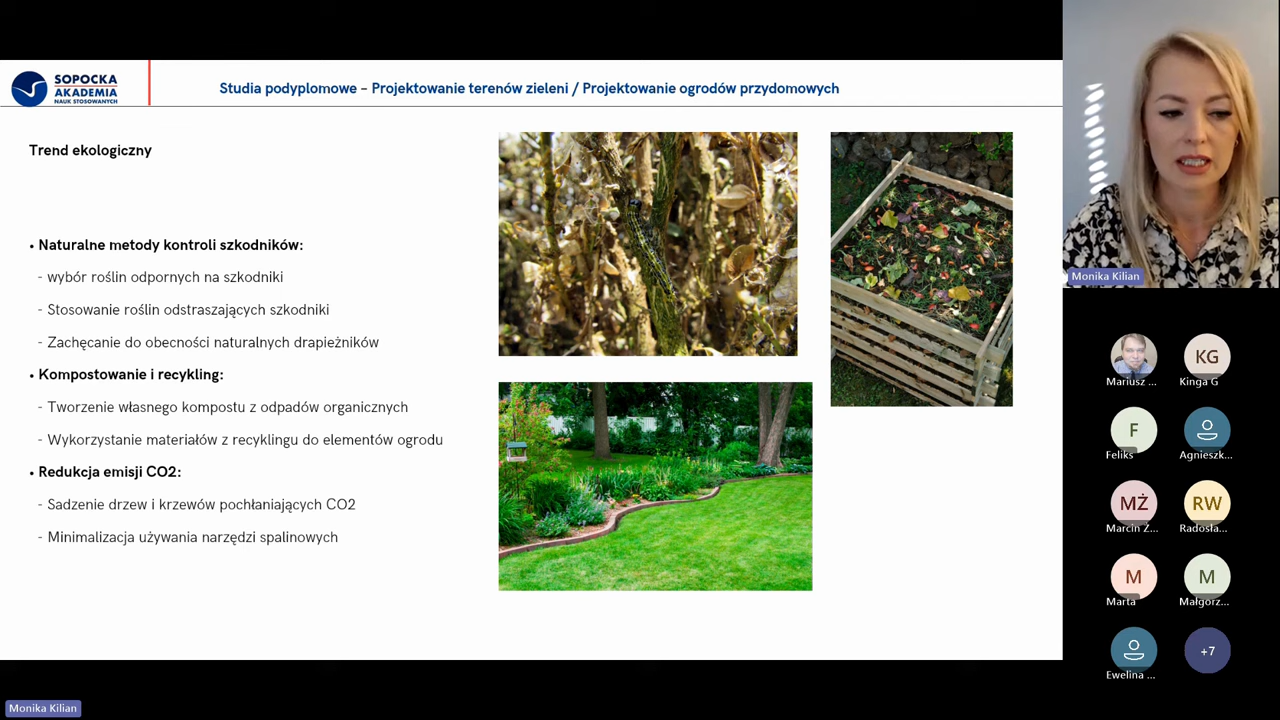 SOPOCKA
AKADEMIA
NAUK STOSOWANYCH
Studia podyplomowe – Projektowanie terenów zieleni / Projektowanie ogrodów przydomowych
Trend ekologiczny
• Naturalne metody kontroli szkodników:
- wybór roślin odpornych na szkodniki
- Stosowanie roślin odstraszających szkodniki
- Zachęcanie do obecności naturalnych drapieżników
• Kompostowanie i recykling:
- Tworzenie własnego kompostu z odpadów organicznych
- Wykorzystanie materiałów z recyklingu do elementów ogrodu
• Redukcja emisji CO2:
- Sadzenie drzew i krzewów pochłaniających CO2
- Minimalizacja używania narzędzi spalinowych
Monika Kilian
Mariusz ...
KG
Kinga G
F
Feliks
Agnieszk...
MŻ
Marcin Ż...
RW
Radosła...
M
Marta
M
Małgorz...
Ewelina ...
+7
Monika Kilian